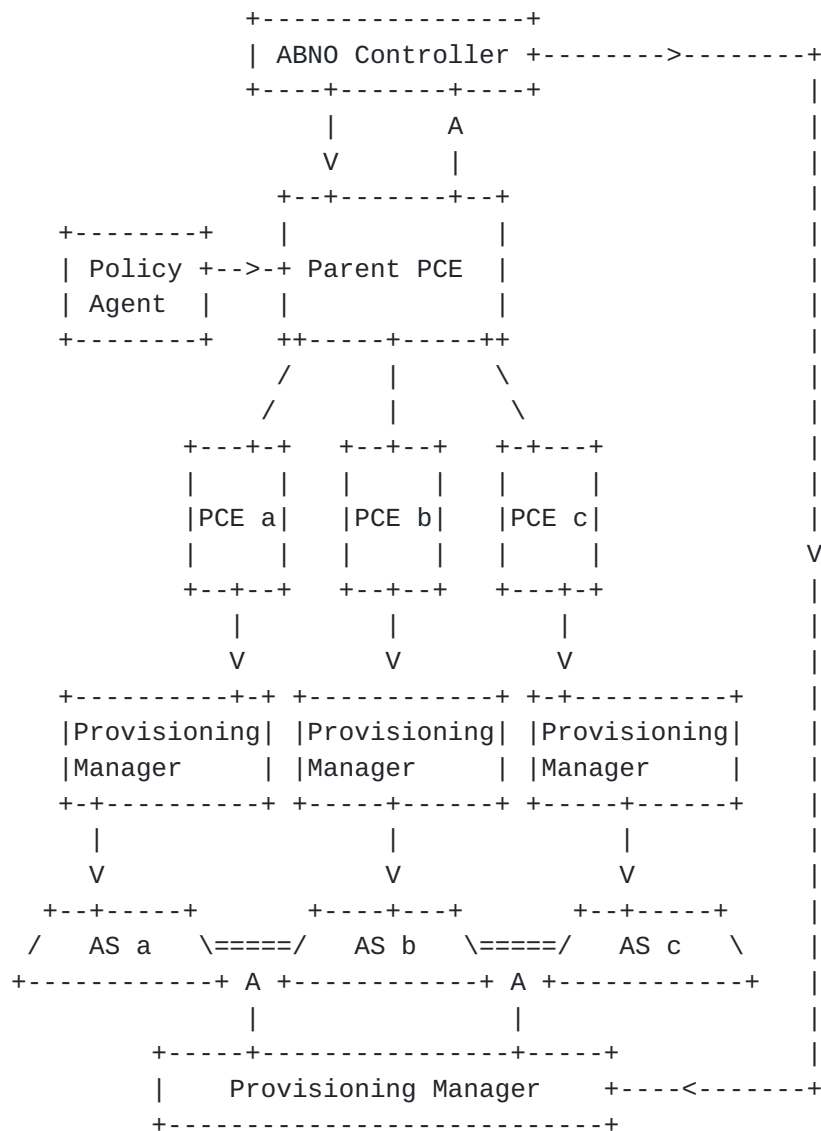 ABNO Controller
Policy
Agent
Parent PCE
PCE a
PCE b
PCE c
Provisioning
Manager
Provisioning
Manager
Provisioning
Manager
AS a
AS b
AS c
Provisioning Manager